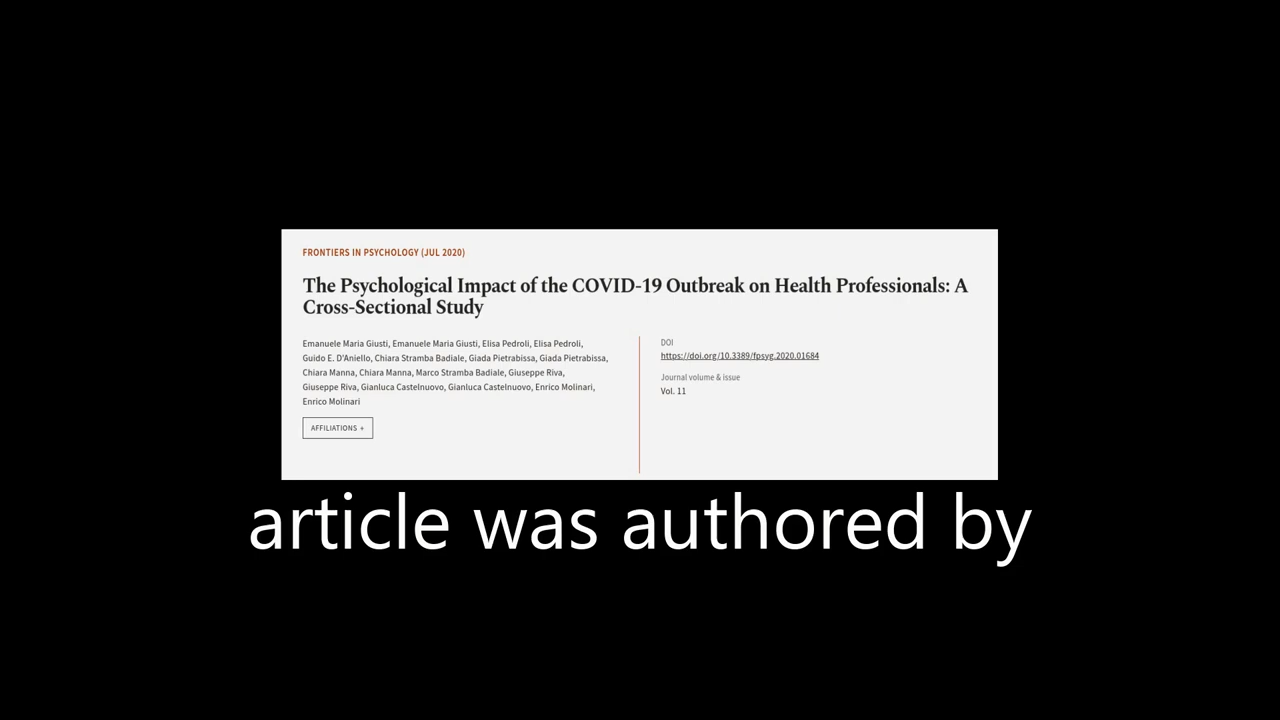 FRONTIERS IN PSYCHOLOGY (JUL 2020)
The Psychological Impact of the COVID-19 Outbreak on Health Professionals: A
Cross-Sectional Study
Emanuele Maria Giusti, Emanuele Maria Giusti, Elisa Pedroli, Elisa Pedroli,
Guido E. D'Aniello, Chiara Stramba Badiale, Giada Pietrabissa, Giada Pietrabissa,
Chiara Manna, Chiara Manna, Marco Stramba Badiale, Giuseppe Riva,
Giuseppe Riva, Gianluca Castelnuovo, Gianluca Castelnuovo, Enrico Molinari,
Enrico Molinari
AFFILIATIONS +
DOI
https://doi.org/10.3389/fpsyg.2020.01684
Journal volume & issue
Vol. 11
article was authored by